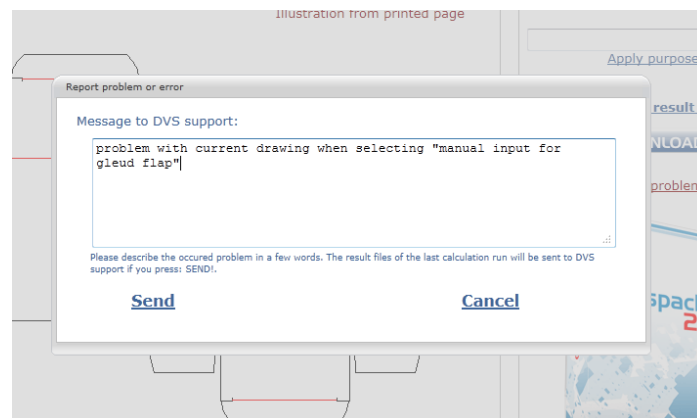 Illustration from printed page
Apply purpose
Report problem or error
result
Message to DVS support:
problem with current drawing when selecting "manual input for
gleud flap"
NLOAD
problem
Please describe the occured problem in a few words. The result files of the last calculation run will be sent to DVS
support if you press: SEND!.
Send
Cancel
spack
2